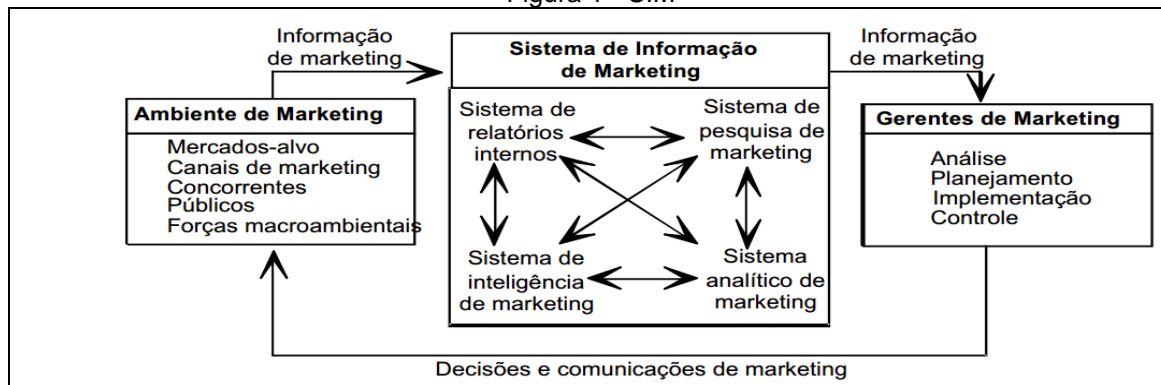 Figura 1 - SIM
Informação
de marketing
Sistema de Informação
de Marketing
Informação
de marketing
Ambiente de Marketing
Mercados-alvo
Canais de marketing
Concorrentes
Públicos
Forças macroambientais
Sistema de
relatórios
internos
Sistema de
pesquisa de
marketing
Sistema de
inteligência
de marketing
Sistema
analítico de
marketing
Gerentes de Marketing
Análise
Planejamento
Implementação
Controle
Decisões e comunicações de marketing